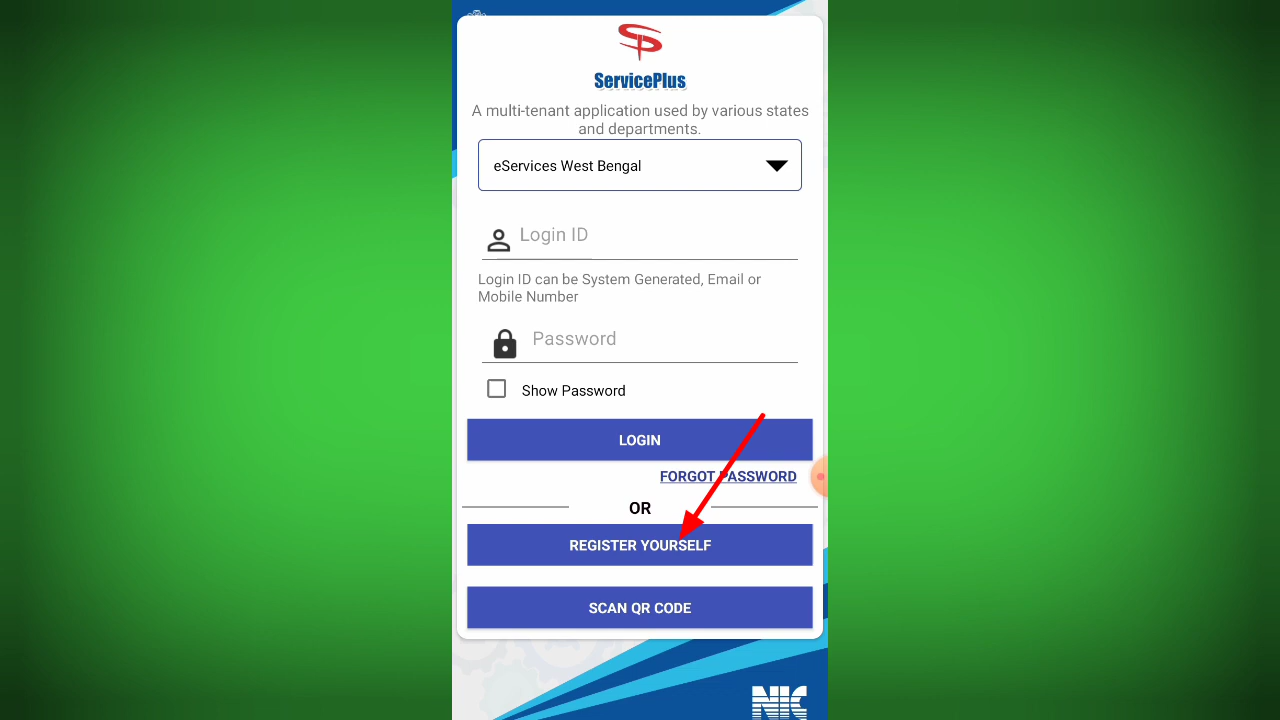 ServicePlus
A multi-tenant application used by various states
and departments.
eServices West Bengal
Login ID
Login ID can be System Generated, Email or
Mobile Number
Password
Show Password
LOGIN
FORGOT PASSWORD
OR
REGISTER YOURSELF
SCAN QR CODE
NIC